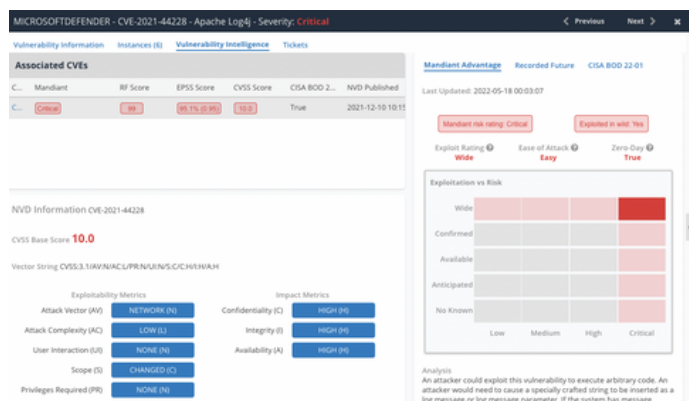 MICROSOFTDEFENDER - CVE-2021-44228 - Apache Log4j - Severity: Critical
Previous Next
Vulnerability Information Instances (6) Vulnerability Intelligence Tickets
Associated CVEs
C... Mandiant RF Score EPSS Score CVSS Score CISA BOD 2... NVD Published
C... Critical 99 95.1% (0.95) 10.0 True 2021-12-10 10:15
NVD Information CVE-2021-44228
CVSS Base Score 10.0
Vector String CVSS:3.1/AV:N/AC:L/PR:N/UI:N/S:C/C:H/I:H/A:H
Exploitability Metrics
Attack Vector (AV) NETWORK (N)
Attack Complexity (AC) LOW (L)
User Interaction (UI) NONE (N)
Scope (S) CHANGED (C)
Privileges Required (PR) NONE (N)
Impact Metrics
Confidentiality (C) HIGH (H)
Integrity (I) HIGH (H)
Availability (A) HIGH (H)
Mandiant Advantage Recorded Future CISA BOD 22-01
Last Updated: 2022-05-18 00:03:07
Mandiant risk rating: Critical Exploited in wild: Yes
Exploit Rating Ease of Attack Zero-Day
Wide Easy True
Exploitation vs Risk
Wide
Confirmed
Available
Anticipated
No Known
Low Medium High Critical
Analysis
An attacker could exploit this vulnerability to execute arbitrary code. An
attacker would need to cause a specially crafted string to be inserted as a
log message or log message parameter. If the system has message